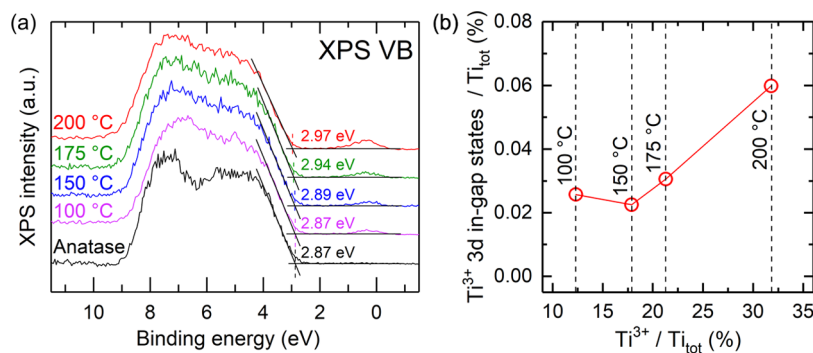 (a)
XPS VB
XPS intensity (a.u.)
200 °C
175 °C
150 °C
100 °C
Anatase
2.97 eV
2.94 eV
2.89 eV
2.87 eV
2.87 eV
10 8 6 4 2 0
Binding energy (eV)
(b)
Ti³⁺ 3d in-gap states / Ti_tot (%)
0.08
0.06
0.04
0.02
0.00
100 °C
150 °C
175 °C
200 °C
10 15 20 25 30 35
Ti³⁺ / Ti_tot (%)